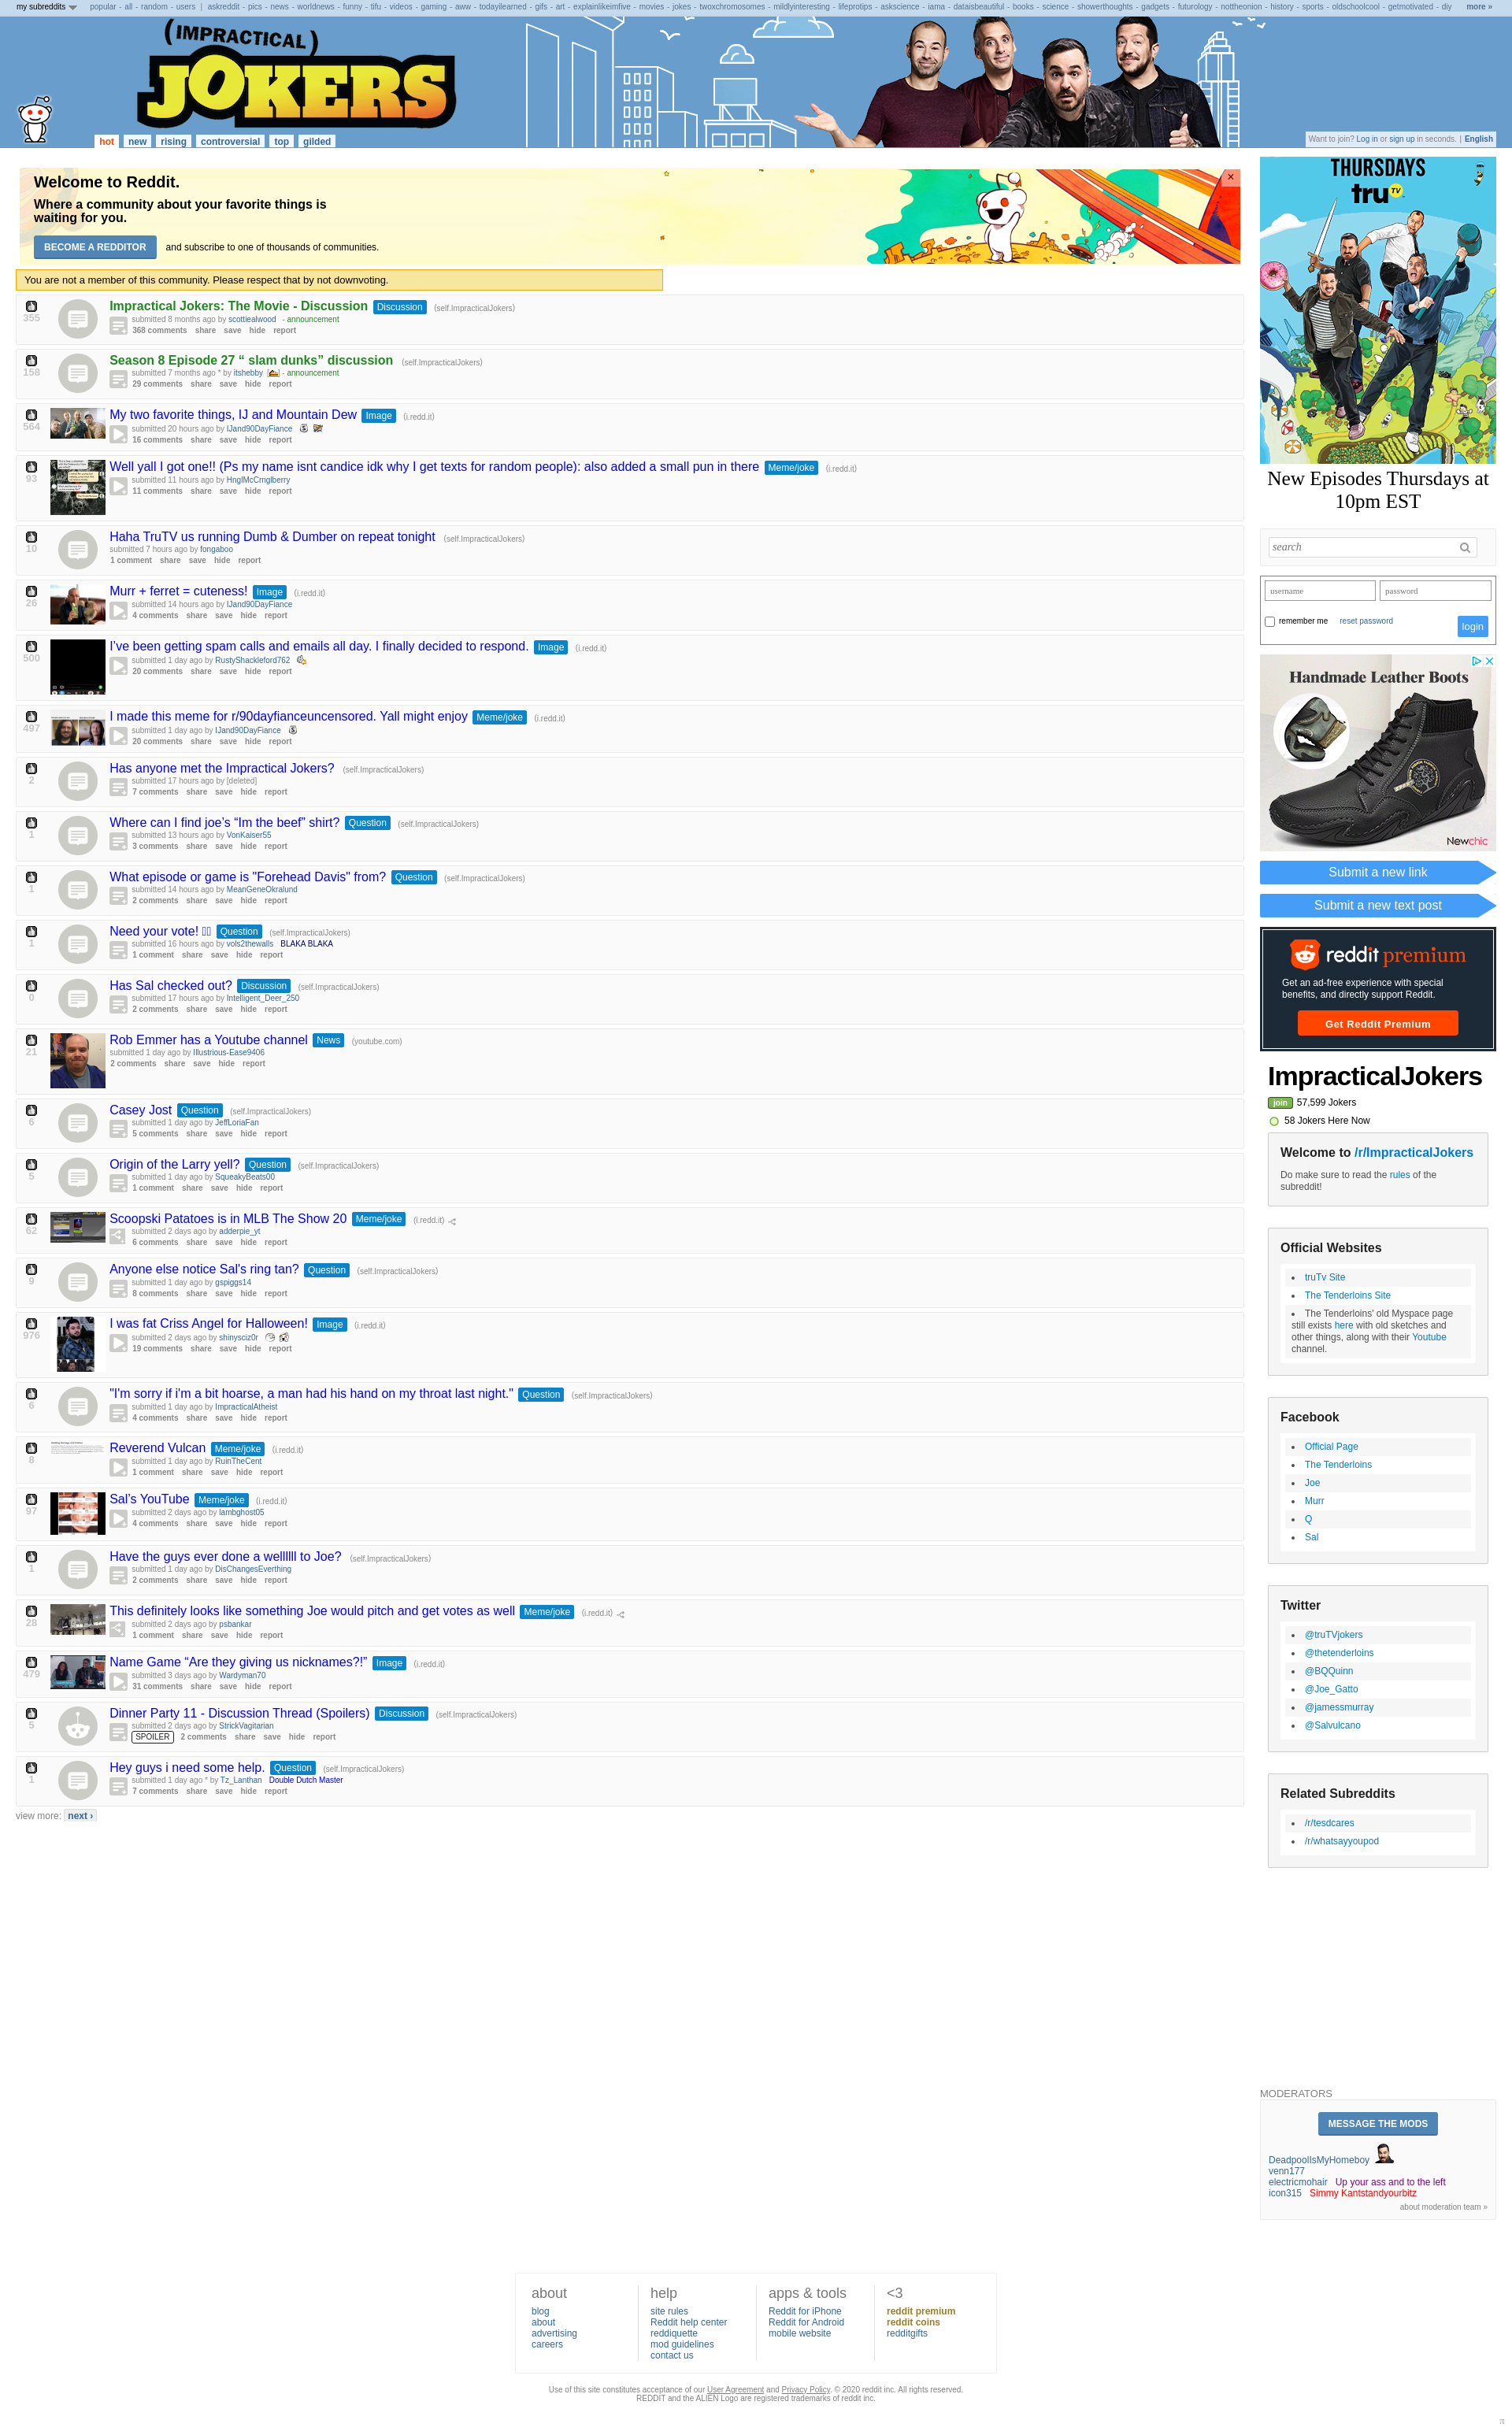 my subreddits popular - all - random - users | askreddit - pics - news - worldnews - funny - tifu - videos - gaming - aww - todayilearned - gifs - art - explainlikeimfive - movies - jokes - twoxchromosomes - mildlyinteresting - lifeprotips - askscience - iama - dataisbeautiful - books - science - showerthoughts - gadgets - futurology - nottheonion - history - sports - oldschoolcool - getmotivated - diy more »
(IMPRACTICAL)
JOKERS
hot new rising controversial top gilded
Want to join? Log in or sign up in seconds. | English
Welcome to Reddit.
Where a community about your favorite things is
waiting for you.
BECOME A REDDITOR and subscribe to one of thousands of communities.
You are not a member of this community. Please respect that by not downvoting.
355
Impractical Jokers: The Movie - Discussion Discussion (self.ImpracticalJokers)
submitted 8 months ago by scottiealwood - announcement
368 comments share save hide report
158
Season 8 Episode 27 “ slam dunks” discussion (self.ImpracticalJokers)
submitted 7 months ago * by itshebby - announcement
29 comments share save hide report
564
My two favorite things, IJ and Mountain Dew Image (i.redd.it)
submitted 20 hours ago by IJand90DayFiance
16 comments share save hide report
93
Well yall I got one!! (Ps my name isnt candice idk why I get texts for random people): also added a small pun in there Meme/joke (i.redd.it)
submitted 11 hours ago by HnglMcCrnglberry
11 comments share save hide report
10
Haha TruTV us running Dumb & Dumber on repeat tonight (self.ImpracticalJokers)
submitted 7 hours ago by fongaboo
1 comment share save hide report
26
Murr + ferret = cuteness! Image (i.redd.it)
submitted 14 hours ago by IJand90DayFiance
4 comments share save hide report
500
I’ve been getting spam calls and emails all day. I finally decided to respond. Image (i.redd.it)
submitted 1 day ago by RustyShackleford762
20 comments share save hide report
497
I made this meme for r/90dayfianceuncensored. Yall might enjoy Meme/joke (i.redd.it)
submitted 1 day ago by IJand90DayFiance
20 comments share save hide report
2
Has anyone met the Impractical Jokers? (self.ImpracticalJokers)
submitted 17 hours ago by [deleted]
7 comments share save hide report
1
Where can I find joe’s “Im the beef” shirt? Question (self.ImpracticalJokers)
submitted 13 hours ago by VonKaiser55
3 comments share save hide report
1
What episode or game is "Forehead Davis" from? Question (self.ImpracticalJokers)
submitted 14 hours ago by MeanGeneOkralund
2 comments share save hide report
1
Need your vote! Question (self.ImpracticalJokers)
submitted 16 hours ago by vols2thewalls BLAKA BLAKA
1 comment share save hide report
0
Has Sal checked out? Discussion (self.ImpracticalJokers)
submitted 17 hours ago by Intelligent_Deer_250
2 comments share save hide report
21
Rob Emmer has a Youtube channel News (youtube.com)
submitted 1 day ago by Illustrious-Ease9406
2 comments share save hide report
6
Casey Jost Question (self.ImpracticalJokers)
submitted 1 day ago by JeffLoriaFan
5 comments share save hide report
5
Origin of the Larry yell? Question (self.ImpracticalJokers)
submitted 1 day ago by SqueakyBeats00
1 comment share save hide report
62
Scoopski Patatoes is in MLB The Show 20 Meme/joke (i.redd.it)
submitted 2 days ago by adderpie_yt
6 comments share save hide report
9
Anyone else notice Sal's ring tan? Question (self.ImpracticalJokers)
submitted 1 day ago by gspiggs14
8 comments share save hide report
976
I was fat Criss Angel for Halloween! Image (i.redd.it)
submitted 2 days ago by shinysciz0r
19 comments share save hide report
6
"I'm sorry if i'm a bit hoarse, a man had his hand on my throat last night." Question (self.ImpracticalJokers)
submitted 1 day ago by ImpracticalAtheist
4 comments share save hide report
8
Reverend Vulcan Meme/joke (i.redd.it)
submitted 1 day ago by RuinTheCent
1 comment share save hide report
97
Sal’s YouTube Meme/joke (i.redd.it)
submitted 2 days ago by lambghost05
4 comments share save hide report
1
Have the guys ever done a wellllll to Joe? (self.ImpracticalJokers)
submitted 1 day ago by DisChangesEverthing
2 comments share save hide report
28
This definitely looks like something Joe would pitch and get votes as well Meme/joke (i.redd.it)
submitted 2 days ago by psbankar
1 comment share save hide report
479
Name Game “Are they giving us nicknames?!” Image (i.redd.it)
submitted 3 days ago by Wardyman70
31 comments share save hide report
5
Dinner Party 11 - Discussion Thread (Spoilers) Discussion (self.ImpracticalJokers)
submitted 2 days ago by StrickVagitarian
SPOILER 2 comments share save hide report
1
Hey guys i need some help. Question (self.ImpracticalJokers)
submitted 1 day ago * by Tz_Lanthan Double Dutch Master
7 comments share save hide report
view more: next ›
THURSDAYS
truTV
New Episodes Thursdays at
10pm EST
search
username password
remember me reset password login
Handmade Leather Boots
Newchic
Submit a new link
Submit a new text post
reddit premium
Get an ad-free experience with special
benefits, and directly support Reddit.
Get Reddit Premium
ImpracticalJokers
join 57,599 Jokers
58 Jokers Here Now
Welcome to /r/ImpracticalJokers
Do make sure to read the rules of the
subreddit!
Official Websites
truTv Site
The Tenderloins Site
The Tenderloins' old Myspace page
still exists here with old sketches and
other things, along with their Youtube
channel.
Facebook
Official Page
The Tenderloins
Joe
Murr
Q
Sal
Twitter
@truTVjokers
@thetenderloins
@BQQuinn
@Joe_Gatto
@jamessmurray
@Salvulcano
Related Subreddits
/r/tesdcares
/r/whatsayyoupod
MODERATORS
MESSAGE THE MODS
DeadpoolIsMyHomeboy
venn177
electricmohair Up your ass and to the left
icon315 Simmy Kantstandyourbitz
about moderation team »
about
blog
about
advertising
careers
help
site rules
Reddit help center
reddiquette
mod guidelines
contact us
apps & tools
Reddit for iPhone
Reddit for Android
mobile website
<3
reddit premium
reddit coins
redditgifts
Use of this site constitutes acceptance of our User Agreement and Privacy Policy. © 2020 reddit inc. All rights reserved.
REDDIT and the ALIEN Logo are registered trademarks of reddit inc.
π